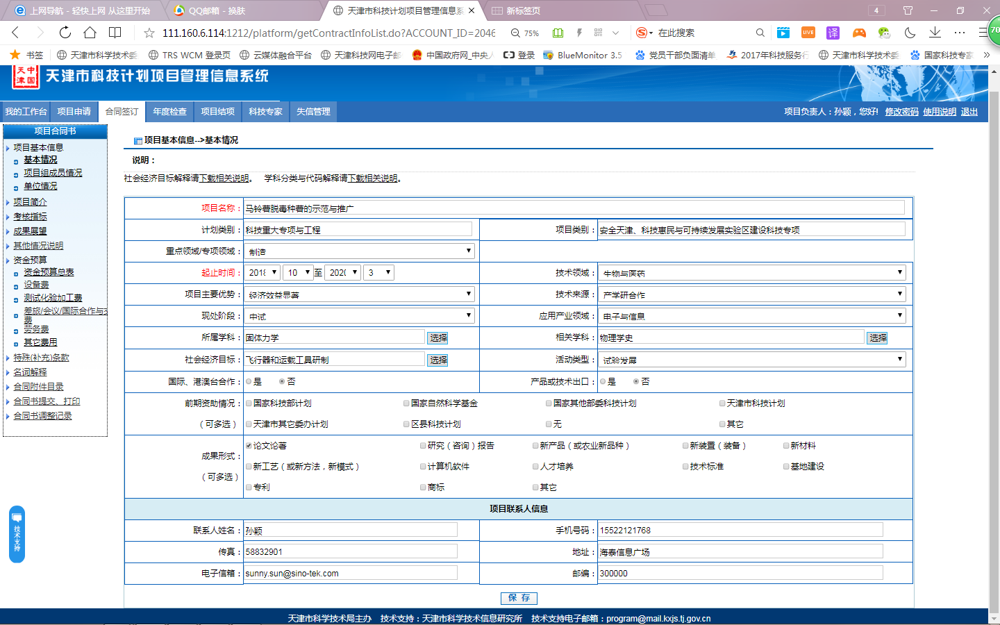 上网导航 - 轻快上网 从这里开始
QQ邮箱 - 换肤
天津市科技计划项目管理信息系
新标签页
4
111.160.6.114:1212/platform/getContractInfoList.do?ACCOUNT_ID=2046
75%
在此搜索
LIVE
译
70
书签
天津市科学技术委
TRS WCM 登录页
云媒体融合平台
天津科技网电子邮
中国政府网_中央人
登录
BlueMonitor 3.5
党员干部负面清单
2017年科技服务行
天津市科学技术委
国家科技专家
天津市科技计划项目管理信息系统
我的工作台 项目申请 合同签订 年度检查 项目结项 科技专家 失信管理
项目负责人：孙颖，您好! 修改密码 使用说明 退出
项目合同书
项目基本信息
基本情况
项目组成员情况
单位情况
项目简介
考核指标
成果展望
其他情况说明
资金预算
资金预算总表
设备费
测试化验加工费
差旅/会议/国际合作与交
费
劳务费
其它费用
特殊(补充)条款
名词解释
合同附件目录
合同书提交、打印
合同书调整记录
技术支持
项目基本信息-->基本情况
说明：
社会经济目标解释请下载相关说明。 学科分类与代码解释请下载相关说明。
项目名称： 马铃薯脱毒种薯的示范与推广
计划类别： 科技重大专项与工程 项目类别： 安全天津、科技惠民与可持续发展实验区建设科技专项
重点领域/专项领域： 制造
起止时间： 2018 10 至 2020 3 技术领域： 生物与医药
项目主要优势： 经济效益显著 技术来源： 产学研合作
现处阶段： 中试 应用产业领域： 电子与信息
所属学科： 固体力学 选择 相关学科： 物理学史 选择
社会经济目标： 飞行器和运载工具研制 选择 活动类型： 试验发展
国际、港澳台合作： 是 否 产品或技术出口： 是 否
前期资助情况： 国家科技部计划 国家自然科学基金 国家其他部委科技计划 天津市科技计划
（可多选） 天津市其它委办计划 区县科技计划 无 其它
论文论著 研究（咨询）报告 新产品（或农业新品种） 新装置（装备） 新材料
成果形式：
新工艺（或新方法，新模式） 计算机软件 人才培养 技术标准 基地建设
（可多选）
专利 商标 其它
项目联系人信息
联系人姓名： 孙颖 手机号码： 15522121768
传真： 58832901 地址： 海泰信息广场
电子信箱： sunny.sun@sino-tek.com 邮编： 300000
保 存
天津市科学技术局主办 技术支持：天津市科学技术信息研究所 技术支持电子邮箱：program@mail.kxjs.tj.gov.cn